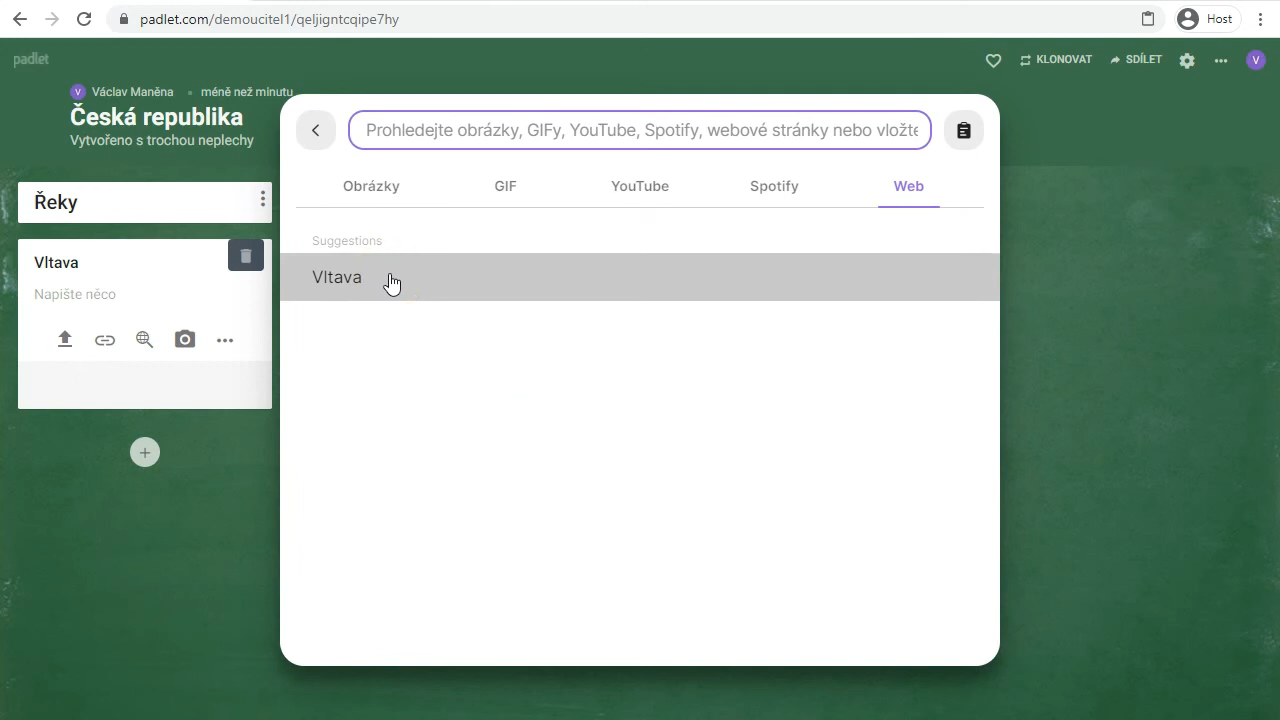 padlet.com/demoucitel1/qeljigntcqipe7hy
Host
padlet
KLONOVAT
SDÍLET
V
V Václav Maněna • méně než minutu
Česká republika
Vytvořeno s trochou neplechy
Prohledejte obrázky, GIFy, YouTube, Spotify, webové stránky nebo vložte
Obrázky GIF YouTube Spotify Web
Řeky
Suggestions
Vltava
Vltava
Napište něco